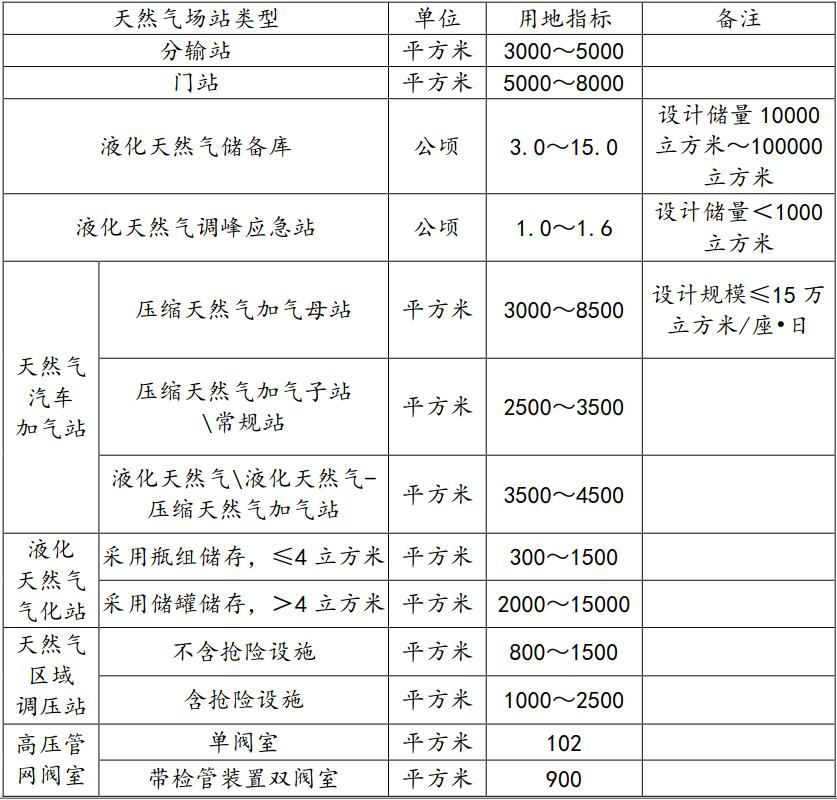 天然气场站类型 单位 用地指标 备注
分输站 平方米 3000～5000
门站 平方米 5000～8000
液化天然气储备库 公顷 3.0～15.0 设计储量 10000
立方米～100000
立方米
液化天然气调峰应急站 公顷 1.0～1.6 设计储量＜1000
立方米
天然气
汽车
加气站
压缩天然气加气母站 平方米 3000～8500 设计规模≤15 万
立方米/座•日
压缩天然气加气子站
\常规站
平方米 2500～3500
液化天然气\液化天然气-
压缩天然气加气站
平方米 3500～4500
液化
天然气
气化站
采用瓶组储存，≤4 立方米 平方米 300～1500
采用储罐储存，＞4 立方米 平方米 2000～15000
天然气
区域
调压站
不含抢险设施 平方米 800～1500
含抢险设施 平方米 1000～2500
高压管
网阀室
单阀室 平方米 102
带检管装置双阀室 平方米 900